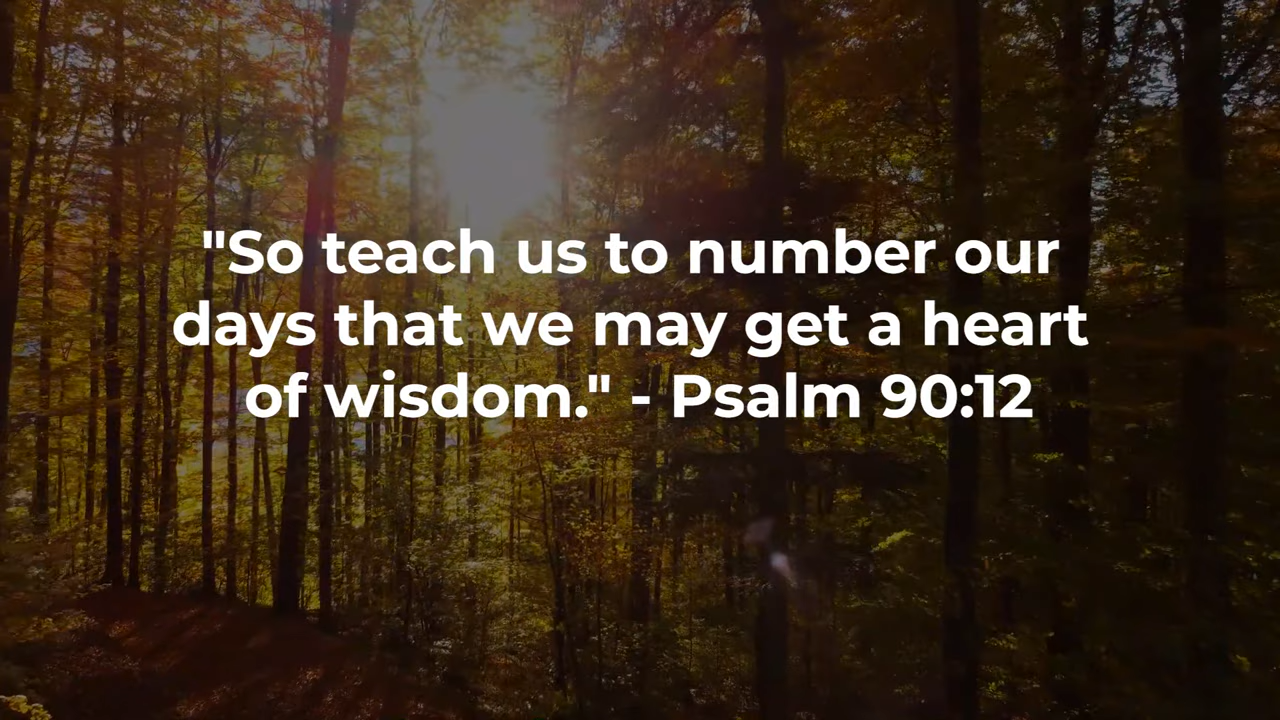 "So teach us to number our
days that we may get a heart
of wisdom." - Psalm 90:12